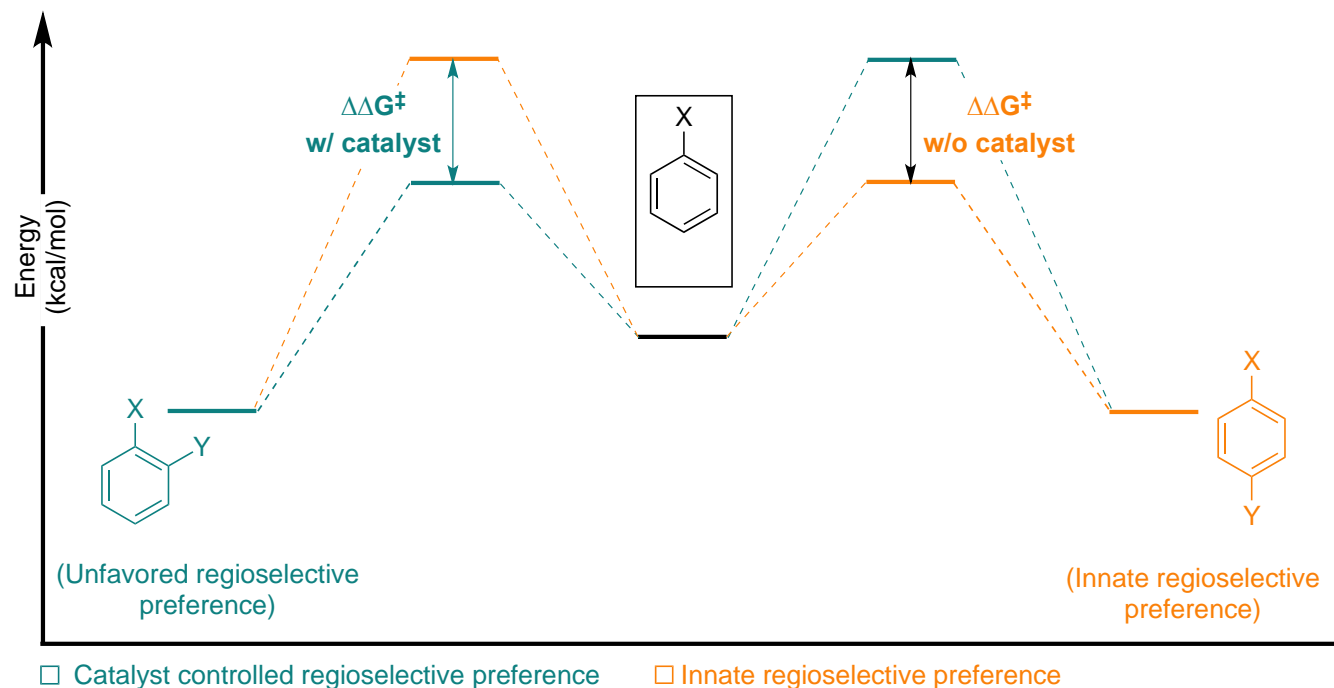 ΔΔG‡
w/ catalyst
X
ΔΔG‡
w/o catalyst
Energy
(kcal/mol)
X
Y
X
Y
(Unfavored regioselective
preference)
(Innate regioselective
preference)
Catalyst controlled regioselective preference
Innate regioselective preference